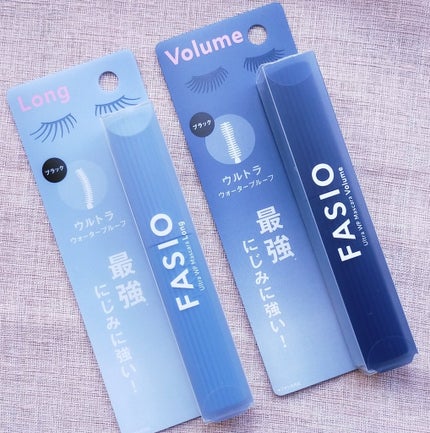 Long
ブラック
ウルトラ
ウォータープルーフ
最強
にじみに強い!
FASIO
Ultra WP Mascara Long
Volume
ブラック
ウルトラ
ウォータープルーフ
最強
にじみに強い!
FASIO
Ultra WP Mascara Volume